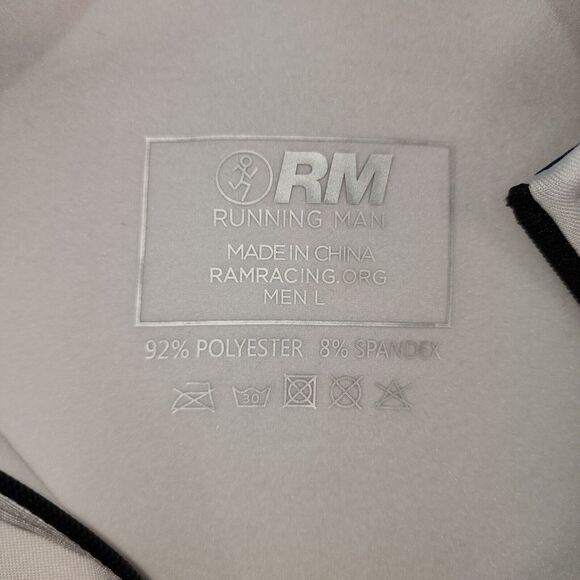 RM
RUNNING MAN
MADE IN CHINA
RAMRACING.ORG
MEN L
92% POLYESTER 8% SPANDEX
30